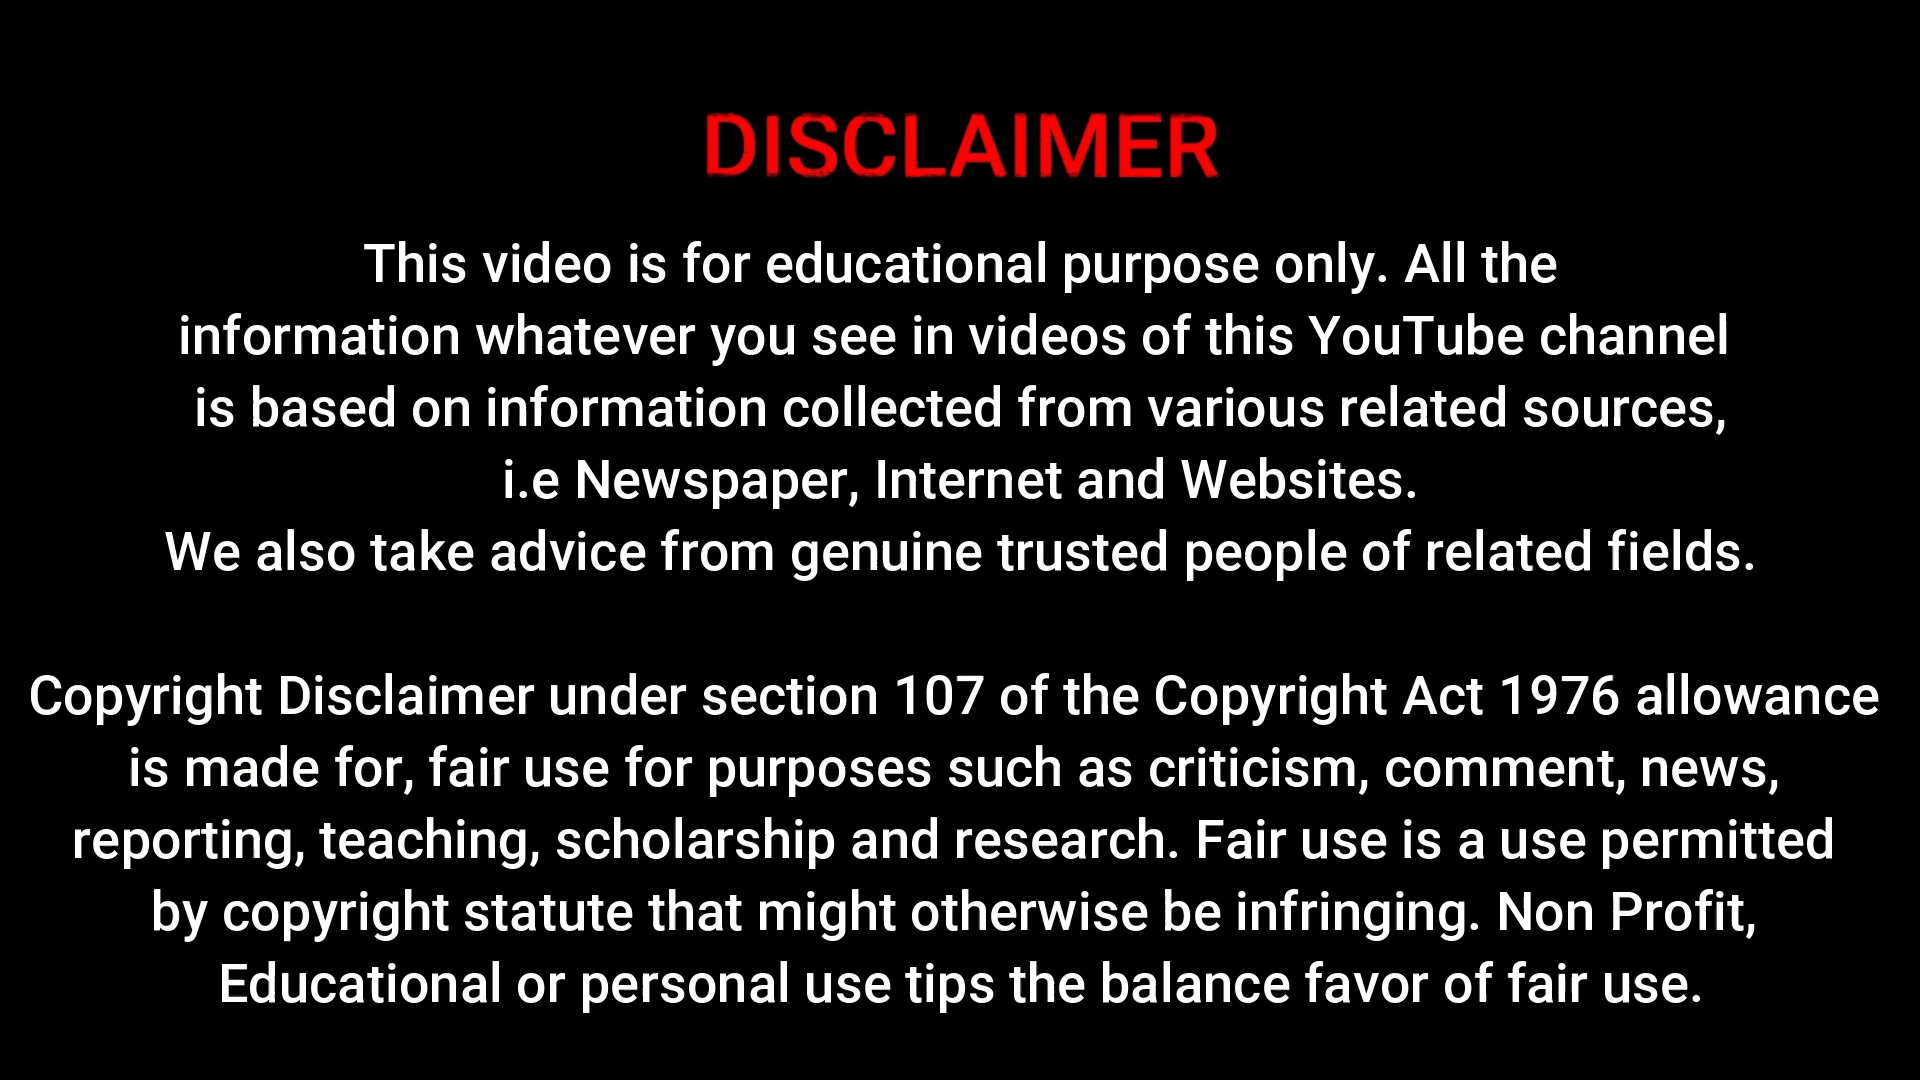 DISCLAIMER
This video is for educational purpose only. All the
information whatever you see in videos of this YouTube channel
is based on information collected from various related sources,
i.e Newspaper, Internet and Websites.
We also take advice from genuine trusted people of related fields.
Copyright Disclaimer under section 107 of the Copyright Act 1976 allowance
is made for, fair use for purposes such as criticism, comment, news,
reporting, teaching, scholarship and research. Fair use is a use permitted
by copyright statute that might otherwise be infringing. Non Profit,
Educational or personal use tips the balance favor of fair use.